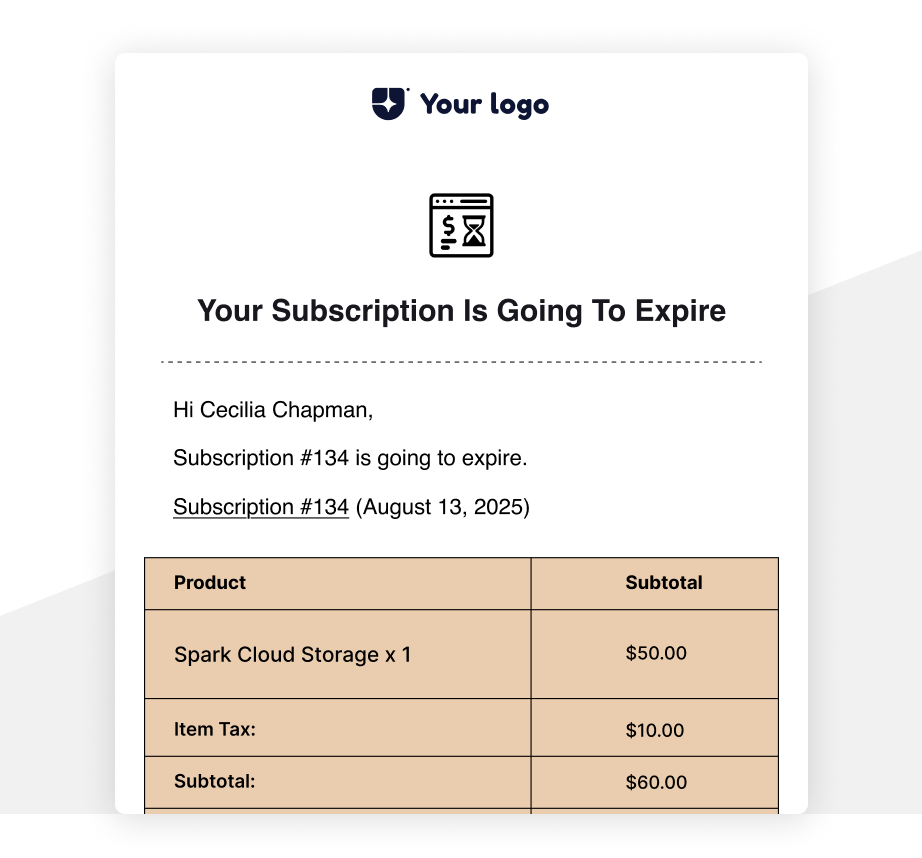 Your logo
Your Subscription Is Going To Expire
Hi Cecilia Chapman,
Subscription #134 is going to expire.
Subscription #134 (August 13, 2025)
Product Subtotal
Spark Cloud Storage x 1 $50.00
Item Tax: $10.00
Subtotal: $60.00